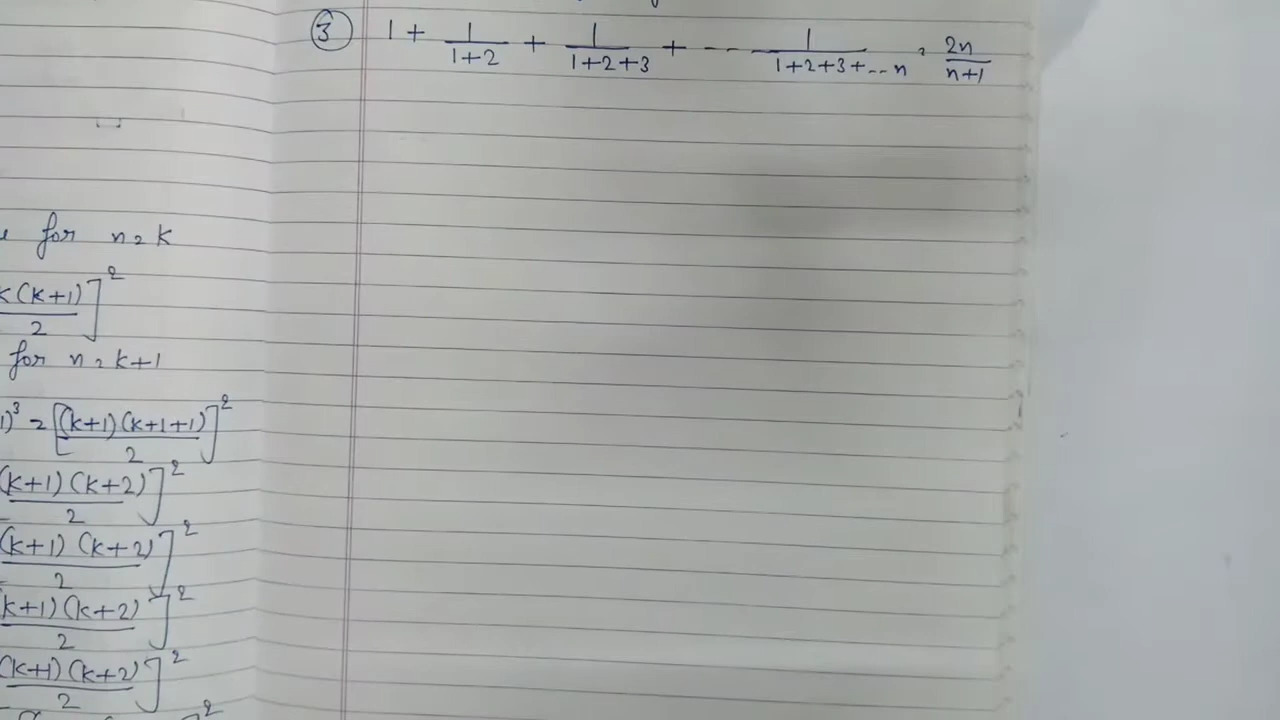 ③ 1 + 1/(1+2) + 1/(1+2+3) + --- 1/(1+2+3+...n) = 2n/(n+1)
for n = k
k(k+1)/2]²
for n = k+1
1)³ = [(k+1)(k+1+1)/2]²
(k+1)(k+2)/2]²
(k+1)(k+2)/2]²
k+1)(k+2)/2]²
(k+1)(k+2)/2]²